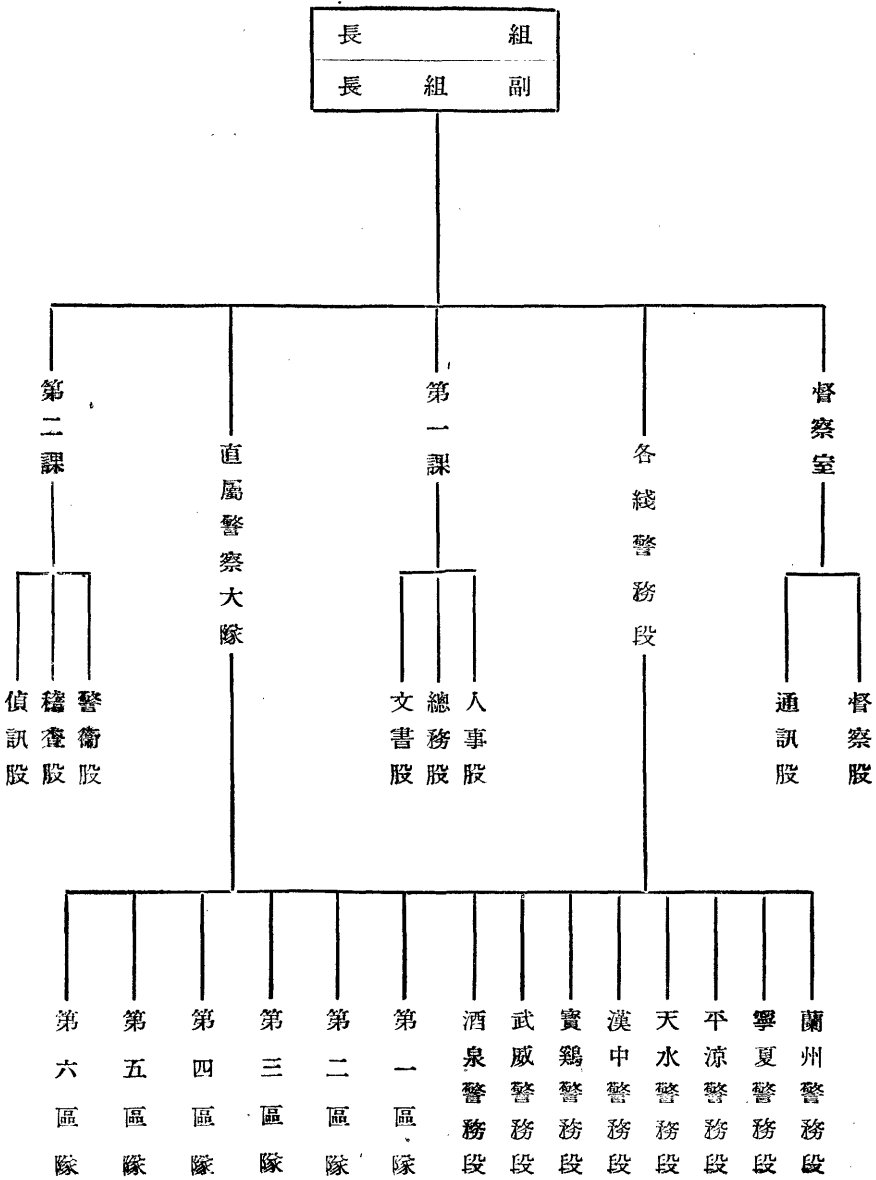 組長
副組長
督察室
各綫警務段
第一課
直屬警察大隊
第二課
督察股
通訊股
人事股
總務股
文書股
警衞股
稽查股
偵訊股
蘭州警務段
寧夏警務段
平涼警務段
天水警務段
漢中警務段
寶鷄警務段
武威警務段
酒泉警務段
第一區隊
第二區隊
第三區隊
第四區隊
第五區隊
第六區隊